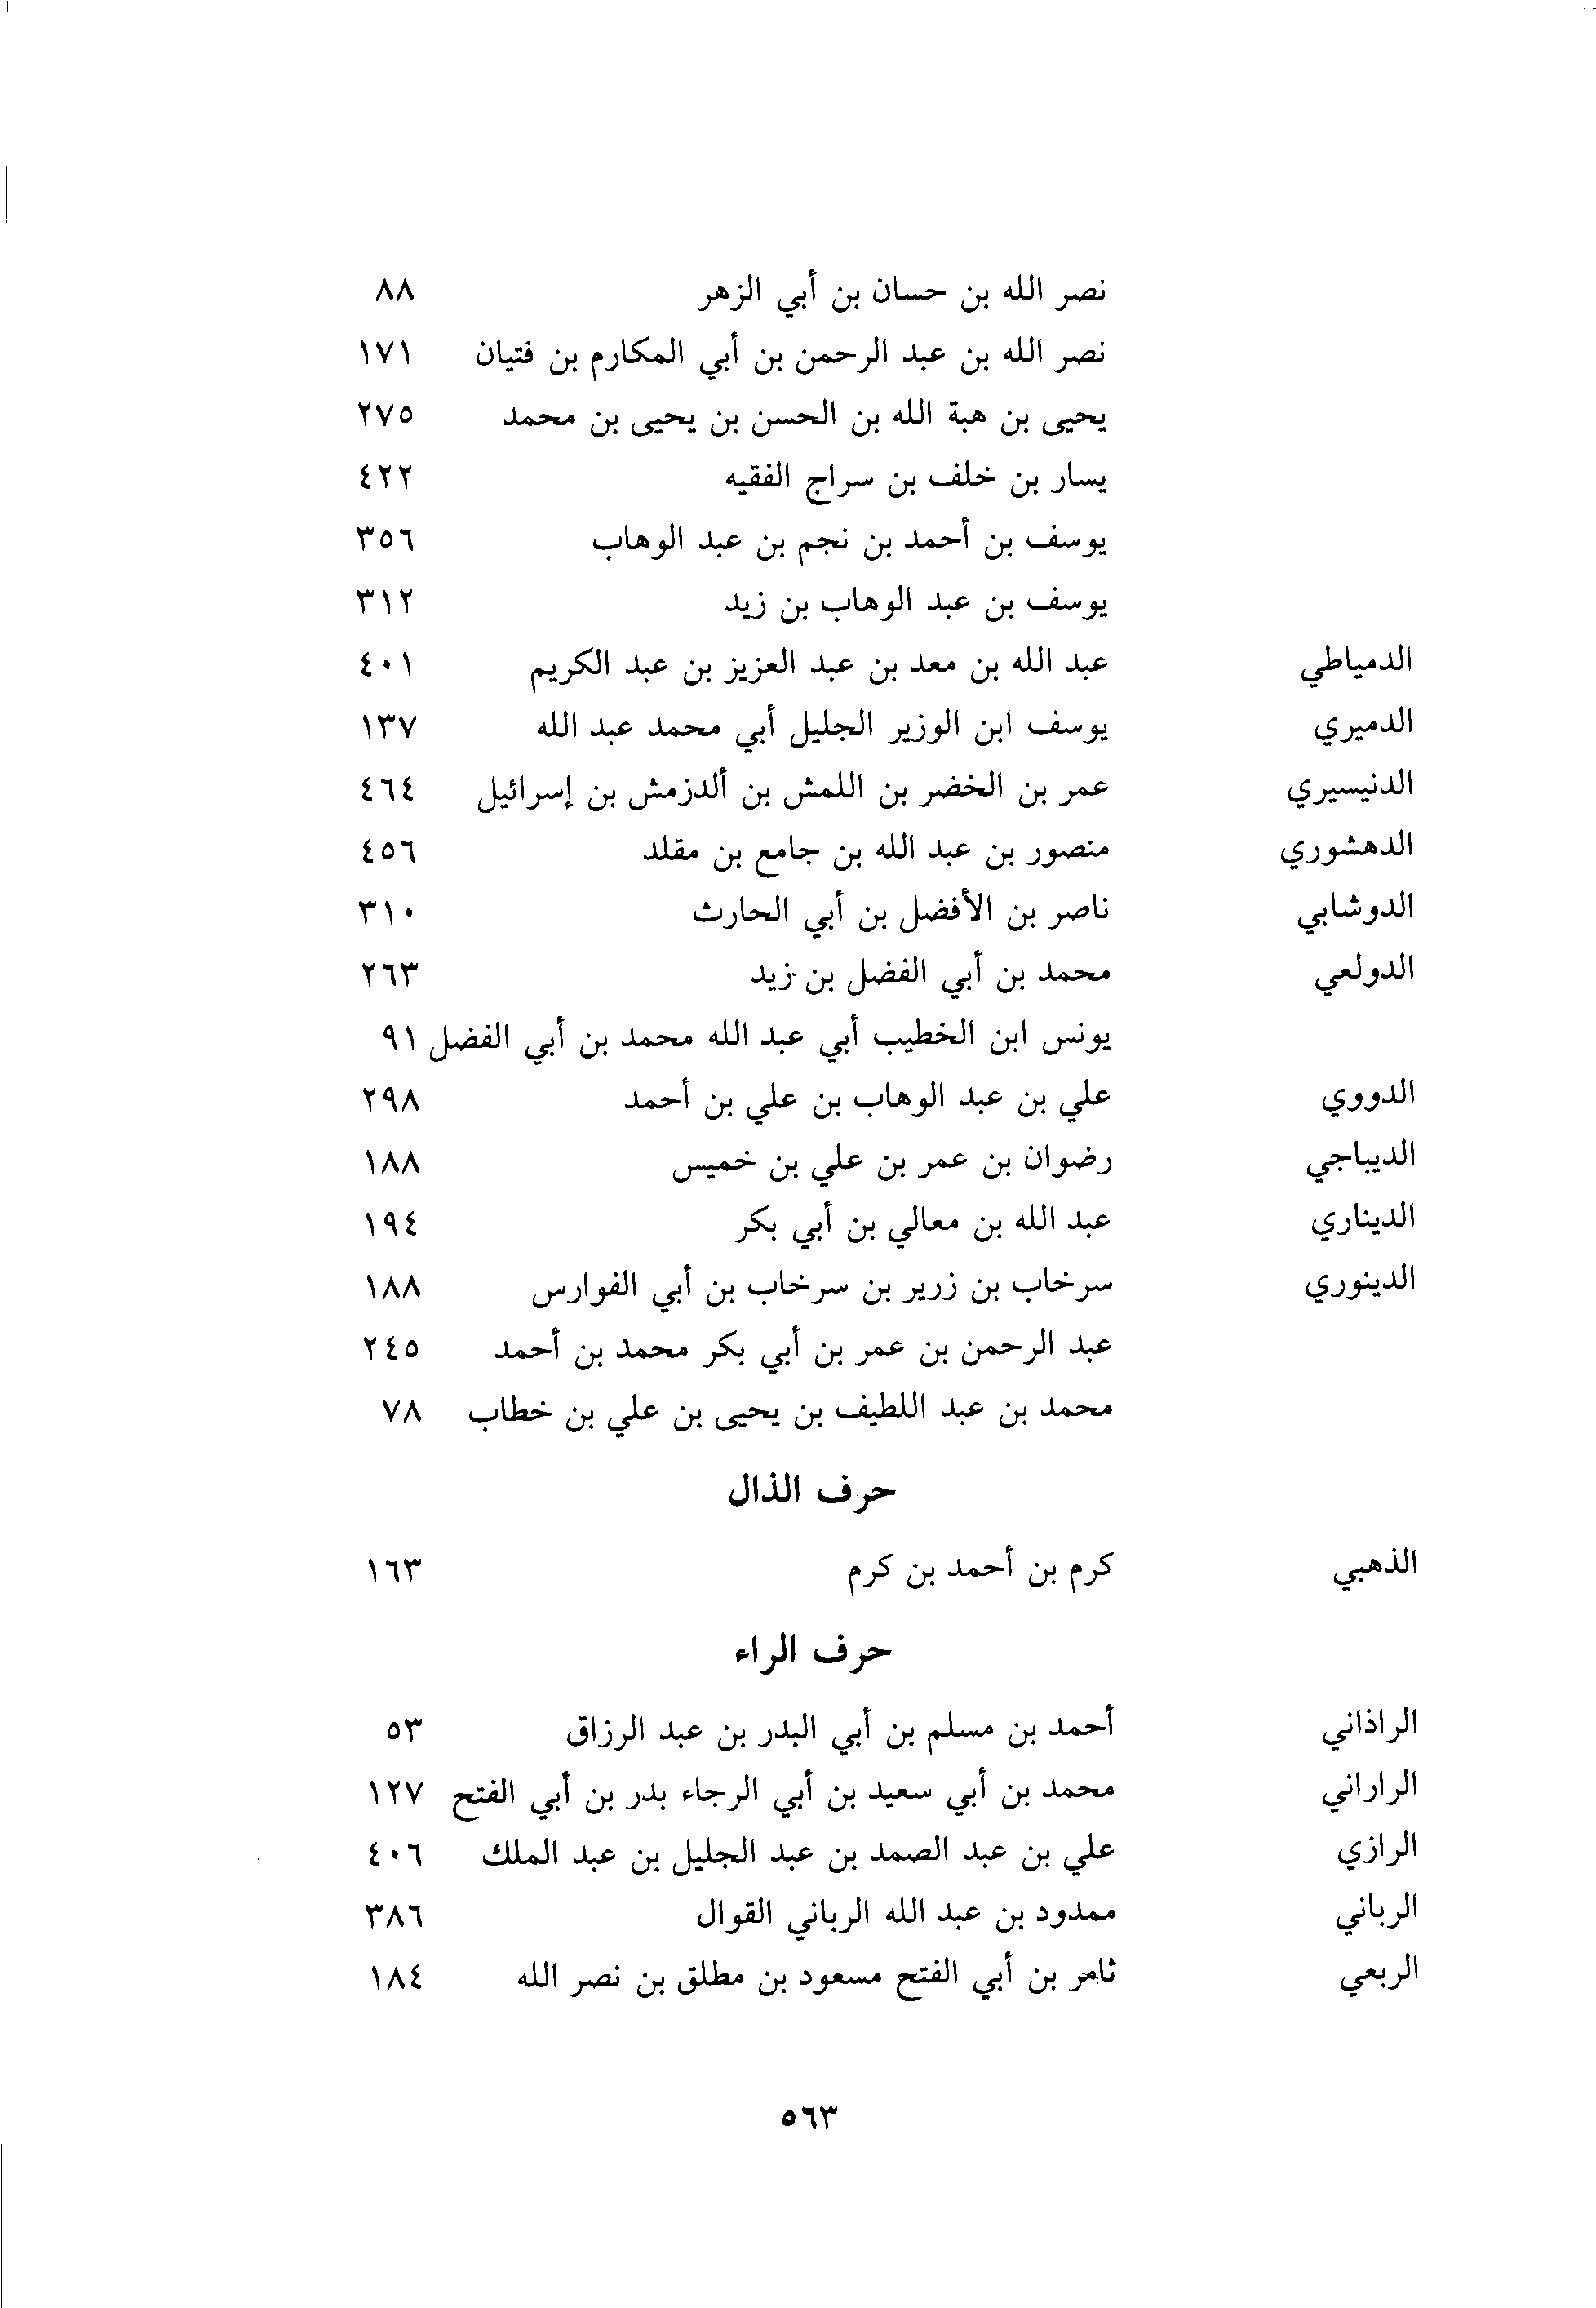 نصر الله بن حسان بن أبي الزهر ٨٨
نصر الله بن عبد الرحمن بن أبي المكارم بن فتيان ١٧١
يحيى بن هبة الله بن الحسن بن يحيى بن محمد ٢٧٥
يسار بن خلف بن سراج الفقيه ٤٢٢
يوسف بن أحمد بن نجم بن عبد الوهاب ٣٥٦
يوسف بن عبد الوهاب بن زيد ٣١٢
الدمياطي عبد الله بن معد بن عبد العزيز بن عبد الكريم ٤٠١
الدميري يوسف ابن الوزير الجليل أبي محمد عبد الله ١٣٧
الدنيسيري عمر بن الخضر بن اللمش بن ألدزمش بن إسرائيل ٤٦٤
الدهشوري منصور بن عبد الله بن جامع بن مقلد ٤٥٦
الدوشابي ناصر بن الأفضل بن أبي الحارث ٣١٠
الدولعي محمد بن أبي الفضل بن زيد ٢٦٣
يونس ابن الخطيب أبي عبد الله محمد بن أبي الفضل ٩١
الدووي علي بن عبد الوهاب بن علي بن أحمد ٢٩٨
الديباجي رضوان بن عمر بن علي بن خميس ١٨٨
الديناري عبد الله بن معالي بن أبي بكر ١٩٤
الدينوري سرخاب بن زرير بن سرخاب بن أبي الفوارس ١٨٨
عبد الرحمن بن عمر بن أبي بكر محمد بن أحمد ٢٤٥
محمد بن عبد اللطيف بن يحيى بن علي بن خطاب ٧٨
حرف الذال
الذهبي كرم بن أحمد بن كرم ١٦٣
حرف الراء
الراذاني أحمد بن مسلم بن أبي البدر بن عبد الرزاق ٥٣
الراراني محمد بن أبي سعيد بن أبي الرجاء بدر بن أبي الفتح ١٢٧
الرازي علي بن عبد الصمد بن عبد الجليل بن عبد الملك ٤٠٦
الرباني ممدود بن عبد الله الرباني القوال ٣٨٦
الربعي ثامر بن أبي الفتح مسعود بن مطلق بن نصر الله ١٨٤
٥٦٣